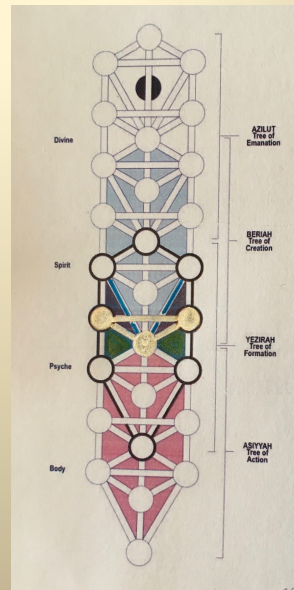 AZILUT
Tree of
Emanation
Divine
BERIAH
Tree of
Creation
Spirit
YEZIRAH
Tree of
Formation
Psyche
ASIYYAH
Tree of
Action
Body